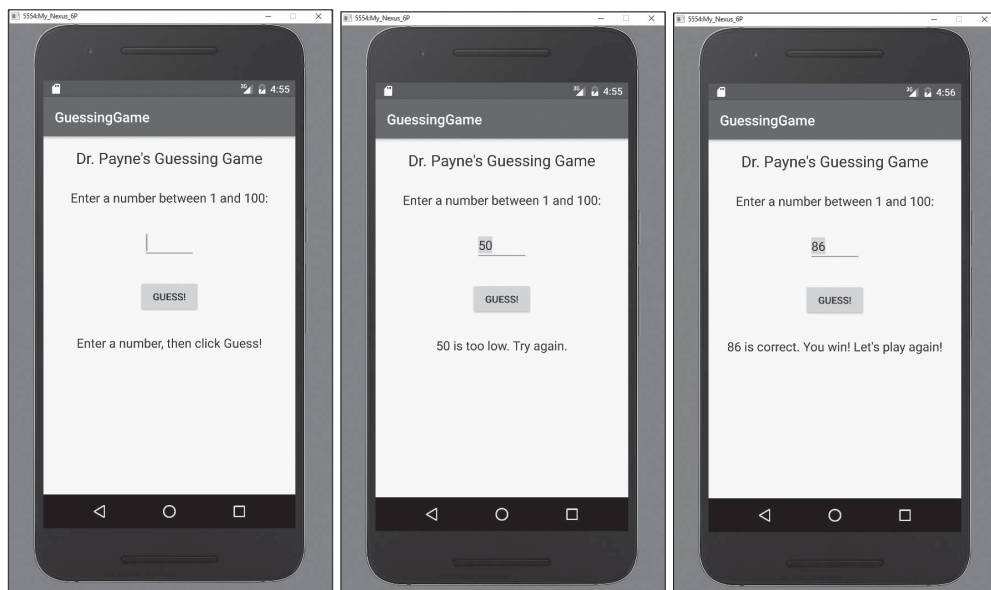 5554:My_Nexus_6P
3G 4:55
GuessingGame
Dr. Payne's Guessing Game
Enter a number between 1 and 100:
GUESS!
Enter a number, then click Guess!
5554:My_Nexus_6P
3G 4:55
GuessingGame
Dr. Payne's Guessing Game
Enter a number between 1 and 100:
50
GUESS!
50 is too low. Try again.
5554:My_Nexus_6P
3G 4:56
GuessingGame
Dr. Payne's Guessing Game
Enter a number between 1 and 100:
86
GUESS!
86 is correct. You win! Let's play again!